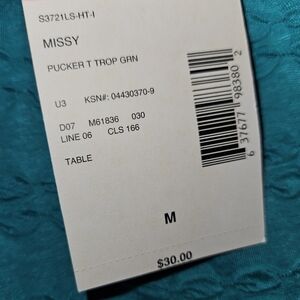 S3721LS-HT-I
MISSY
PUCKER T TROP GRN
U3 KSN#: 04430370-9
D07 M61836 030
LINE 06 CLS 166
TABLE
6 37677 98380 2
M
$30.00